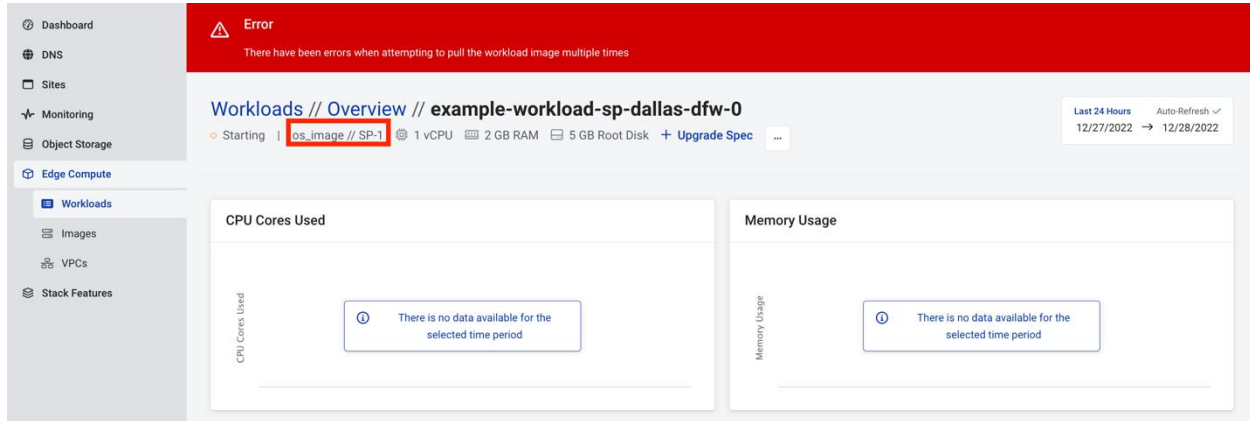 Dashboard
DNS
Sites
Monitoring
Object Storage
Edge Compute
Workloads
Images
VPCs
Stack Features
Error
There have been errors when attempting to pull the workload image multiple times
Workloads // Overview // example-workload-sp-dallas-dfw-0
Starting | os_image // SP-1 1 vCPU 2 GB RAM 5 GB Root Disk + Upgrade Spec ...
Last 24 Hours Auto-Refresh
12/27/2022 → 12/28/2022
CPU Cores Used
CPU Cores Used
There is no data available for the
selected time period
Memory Usage
Memory Usage
There is no data available for the
selected time period